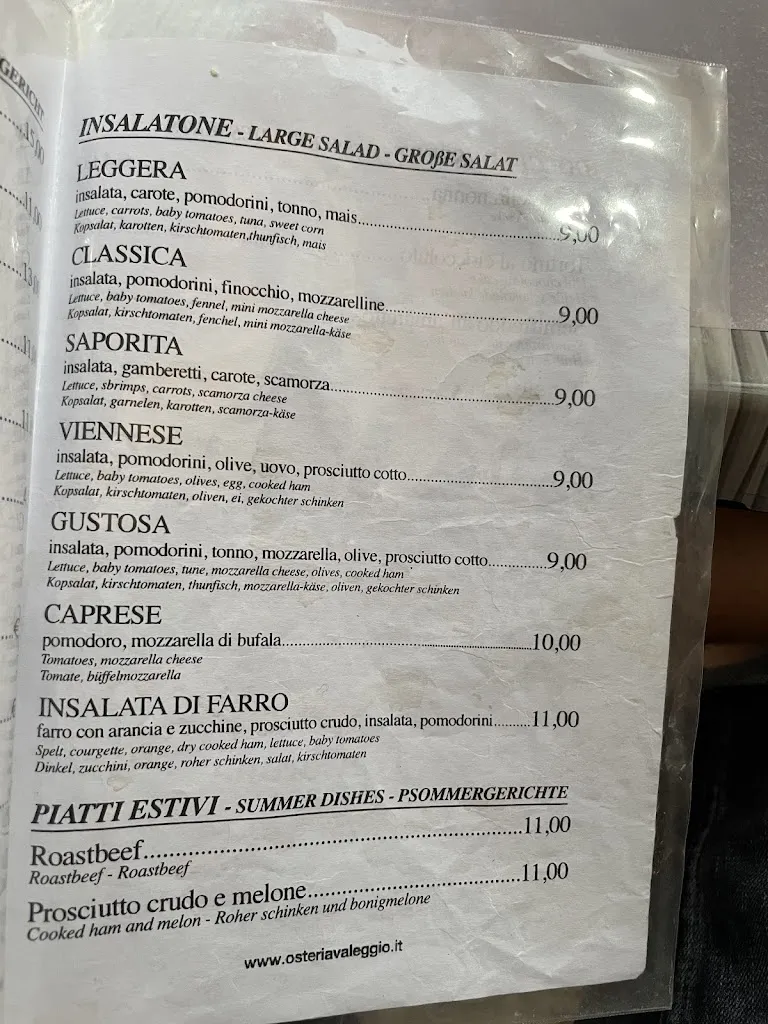 GERICHT
INSALATONE - LARGE SALAD - GROßE SALAT
LEGGERA
insalata, carote, pomodorini, tonno, mais..........9,00
Lettuce, carrots, baby tomatoes, tuna, sweet corn
Kopsalat, karotten, kirschtomaten,thunfisch, mais
CLASSICA
insalata, pomodorini, finocchio, mozzarelline..........9,00
Lettuce, baby tomatoes, fennel, mini mozzarella cheese
Kopsalat, kirschtomaten, fenchel, mini mozzarella-käse
SAPORITA
insalata, gamberetti, carote, scamorza..........9,00
Lettuce, sbrimps, carrots, scamorza cheese
Kopsalat, garnelen, karotten, scamorza-käse
VIENNESE
insalata, pomodorini, olive, uovo, prosciutto cotto..........9,00
Lettuce, baby tomatoes, olives, egg, cooked ham
Kopsalat, kirschtomaten, oliven, ei, gekochter schinken
GUSTOSA
insalata, pomodorini, tonno, mozzarella, olive, prosciutto cotto..........9,00
Lettuce, baby tomatoes, tune, mozzarella cheese, olives, cooked ham
Kopsalat, kirschtomaten, thunfisch, mozzarella-käse, oliven, gekochter schinken
CAPRESE
pomodoro, mozzarella di bufala..........10,00
Tomatoes, mozzarella cheese
Tomate, büffelmozzarella
INSALATA DI FARRO
farro con arancia e zucchine, prosciutto crudo, insalata, pomodorini..........11,00
Spelt, courgette, orange, dry cooked ham, lettuce, baby tomatoes
Dinkel, zucchini, orange, roher schinken, salat, kirschtomaten
PIATTI ESTIVI - SUMMER DISHES - PSOMMERGERICHTE
Roastbeef..........11,00
Roastbeef - Roastbeef
Prosciutto crudo e melone..........11,00
Cooked ham and melon - Roher schinken und bonigmelone
www.osteriavaleggio.it